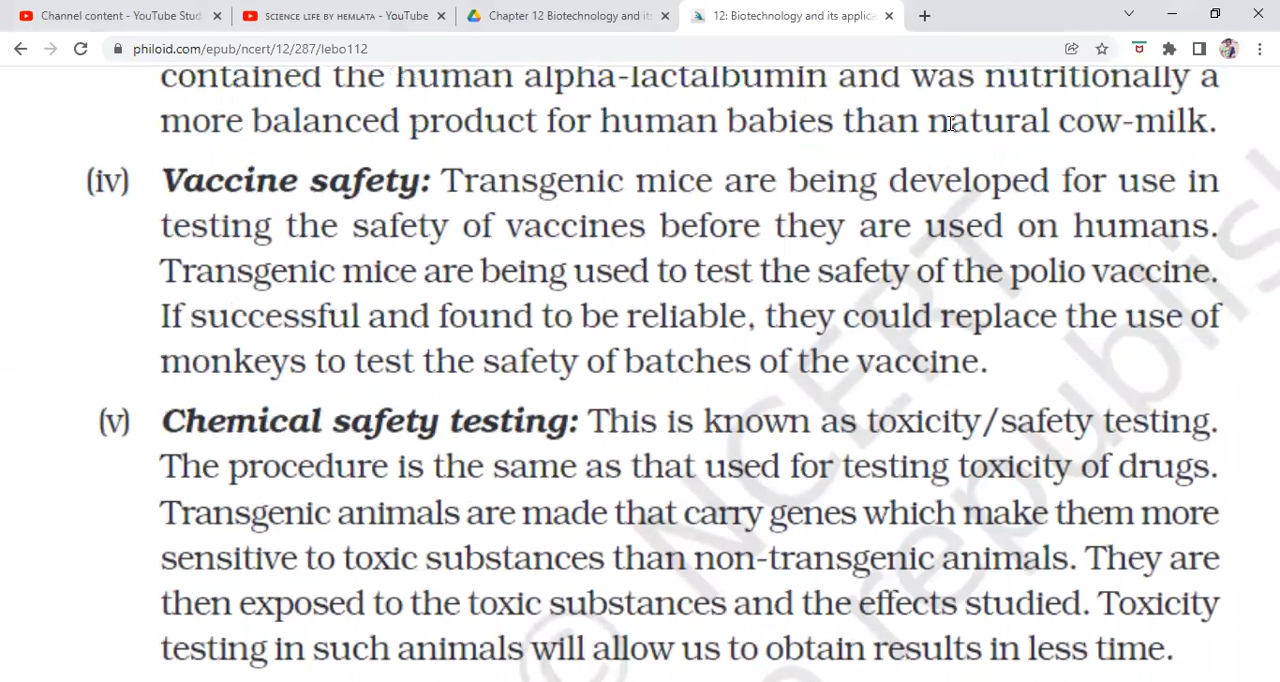 Channel content - YouTube Stud
SCIENCE LIFE BY HEMLATA - YouTube
Chapter 12 Biotechnology and its
12: Biotechnology and its applica
philoid.com/epub/ncert/12/287/lebo112
contained the human alpha-lactalbumin and was nutritionally a
more balanced product for human babies than natural cow-milk.
(iv) Vaccine safety: Transgenic mice are being developed for use in
testing the safety of vaccines before they are used on humans.
Transgenic mice are being used to test the safety of the polio vaccine.
If successful and found to be reliable, they could replace the use of
monkeys to test the safety of batches of the vaccine.
(v) Chemical safety testing: This is known as toxicity/safety testing.
The procedure is the same as that used for testing toxicity of drugs.
Transgenic animals are made that carry genes which make them more
sensitive to toxic substances than non-transgenic animals. They are
then exposed to the toxic substances and the effects studied. Toxicity
testing in such animals will allow us to obtain results in less time.
© NCERT
republis